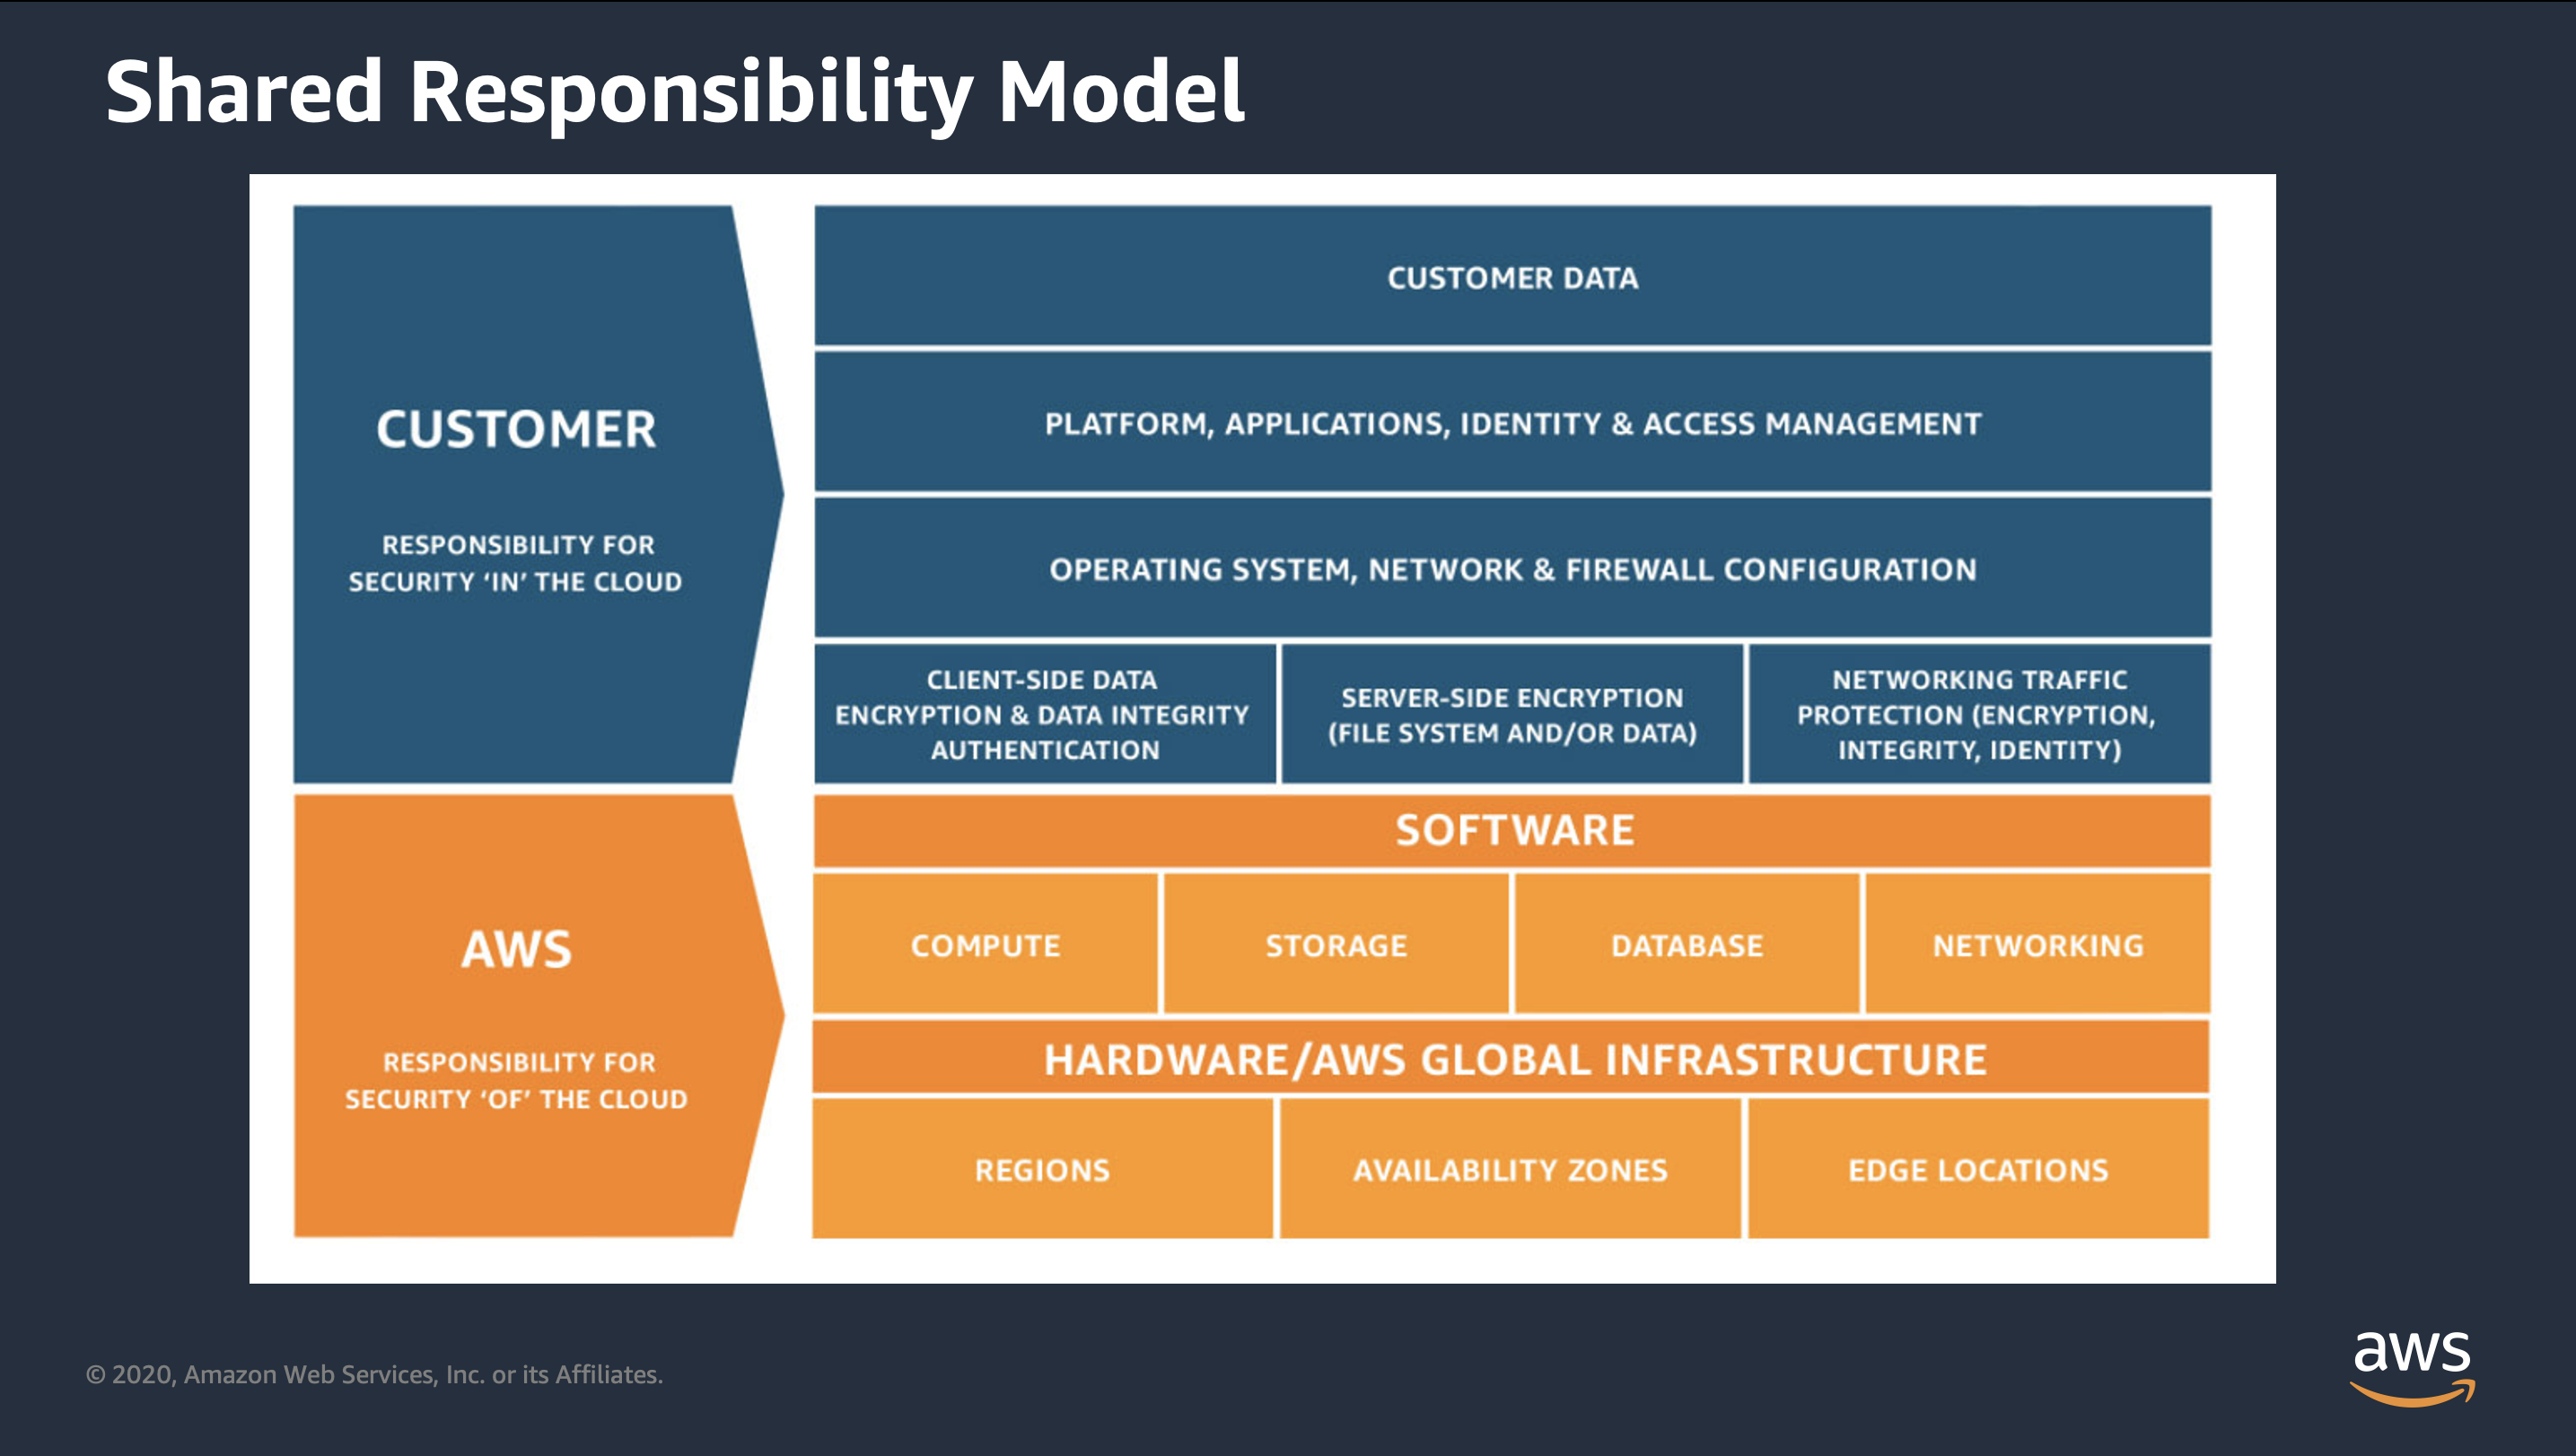 Shared Responsibility Model
CUSTOMER
RESPONSIBILITY FOR
SECURITY ‘IN’ THE CLOUD
CUSTOMER DATA
PLATFORM, APPLICATIONS, IDENTITY & ACCESS MANAGEMENT
OPERATING SYSTEM, NETWORK & FIREWALL CONFIGURATION
CLIENT-SIDE DATA
ENCRYPTION & DATA INTEGRITY
AUTHENTICATION
SERVER-SIDE ENCRYPTION
(FILE SYSTEM AND/OR DATA)
NETWORKING TRAFFIC
PROTECTION (ENCRYPTION,
INTEGRITY, IDENTITY)
AWS
RESPONSIBILITY FOR
SECURITY ‘OF’ THE CLOUD
SOFTWARE
COMPUTE
STORAGE
DATABASE
NETWORKING
HARDWARE/AWS GLOBAL INFRASTRUCTURE
REGIONS
AVAILABILITY ZONES
EDGE LOCATIONS
© 2020, Amazon Web Services, Inc. or its Affiliates.
aws